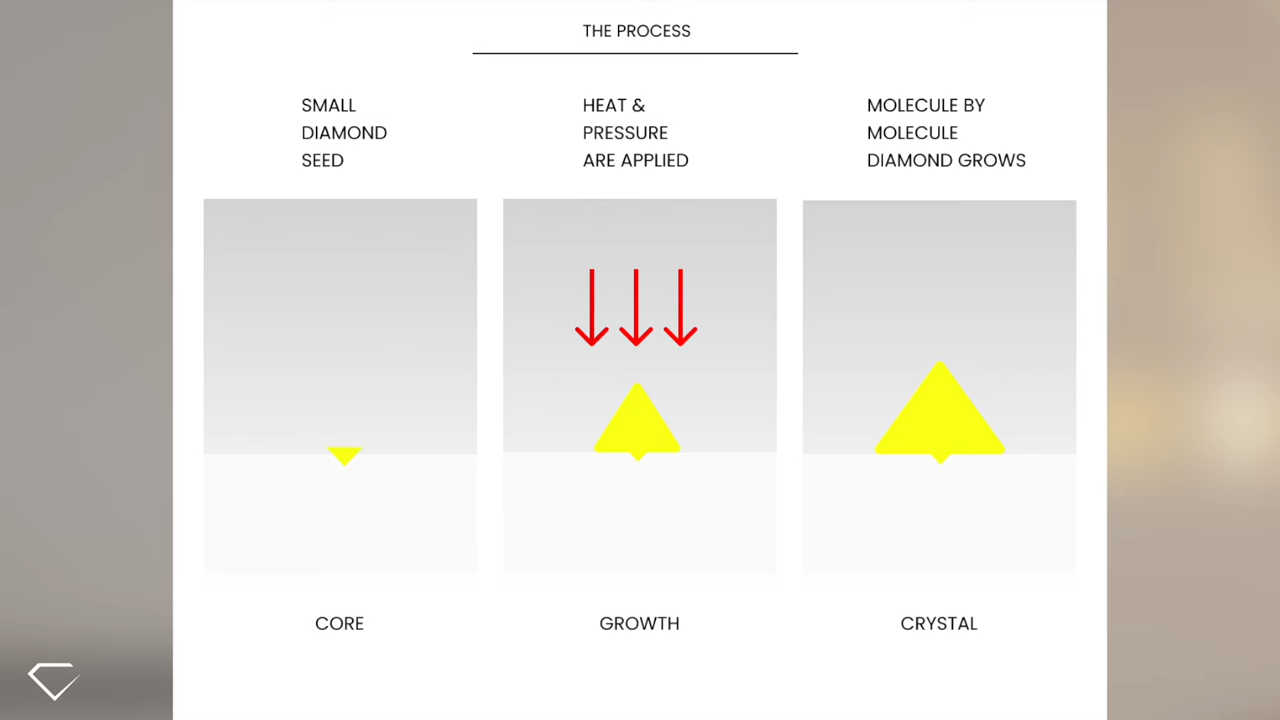 THE PROCESS
SMALL
DIAMOND
SEED
HEAT &
PRESSURE
ARE APPLIED
MOLECULE BY
MOLECULE
DIAMOND GROWS
CORE
GROWTH
CRYSTAL